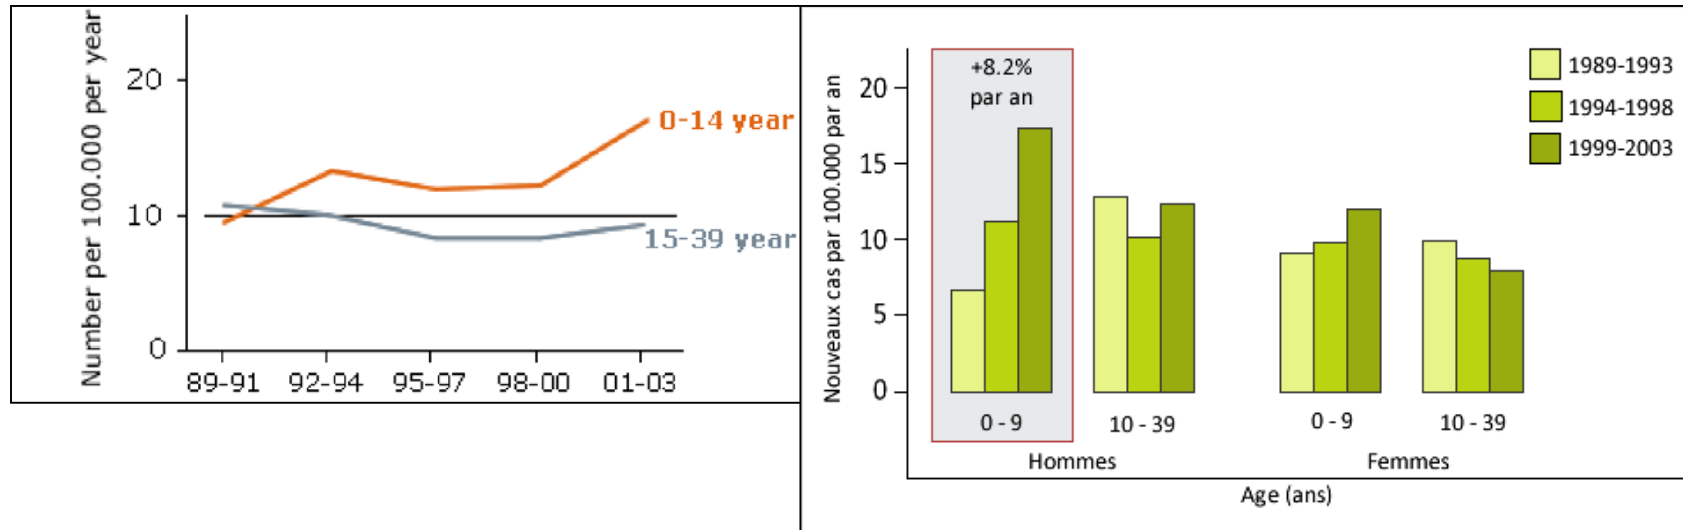 Number per 100.000 per year
20
10
0
0-14 year
15-39 year
89-91 92-94 95-97 98-00 01-03
Nouveaux cas par 100.000 par an
20
15
10
5
0
+8.2%
par an
1989-1993
1994-1998
1999-2003
0 - 9 10 - 39 0 - 9 10 - 39
Hommes Femmes
Age (ans)